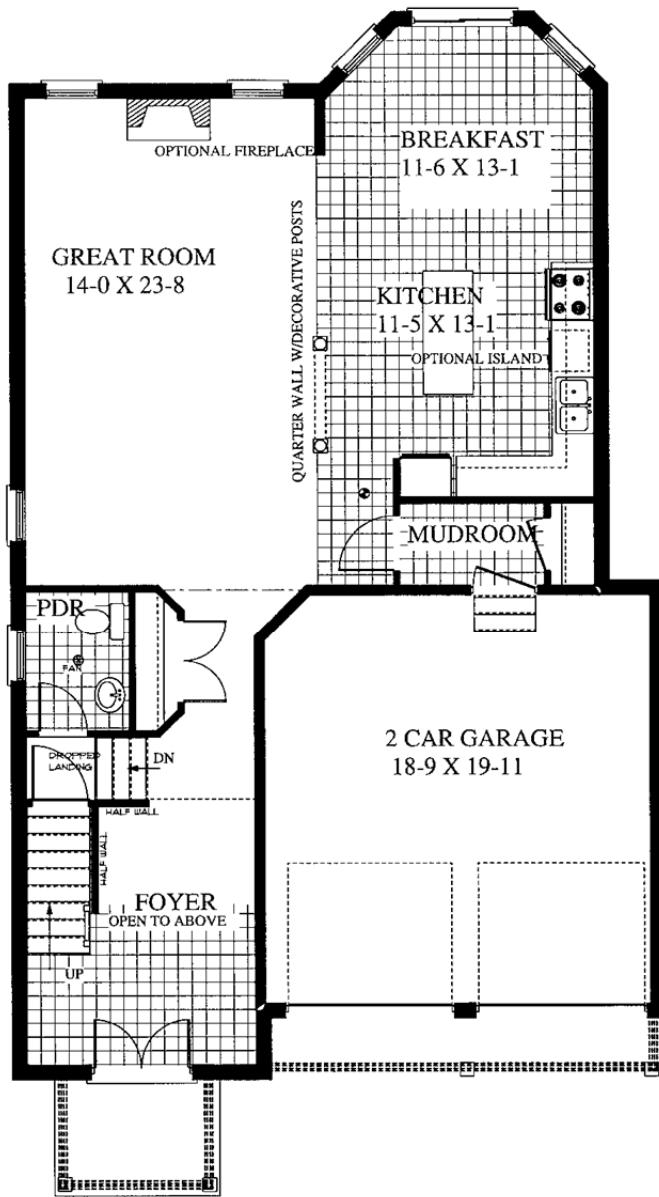 BREAKFAST
11-6 X 13-1
OPTIONAL FIREPLACE
GREAT ROOM
14-0 X 23-8
QUARTER WALL W/DECORATIVE POSTS
KITCHEN
11-5 X 13-1
OPTIONAL ISLAND
MUDROOM
PDR
FAN
2 CAR GARAGE
18-9 X 19-11
DROPPED
LANDING
DN
HALF WALL
HALF WALL
FOYER
OPEN TO ABOVE
UP